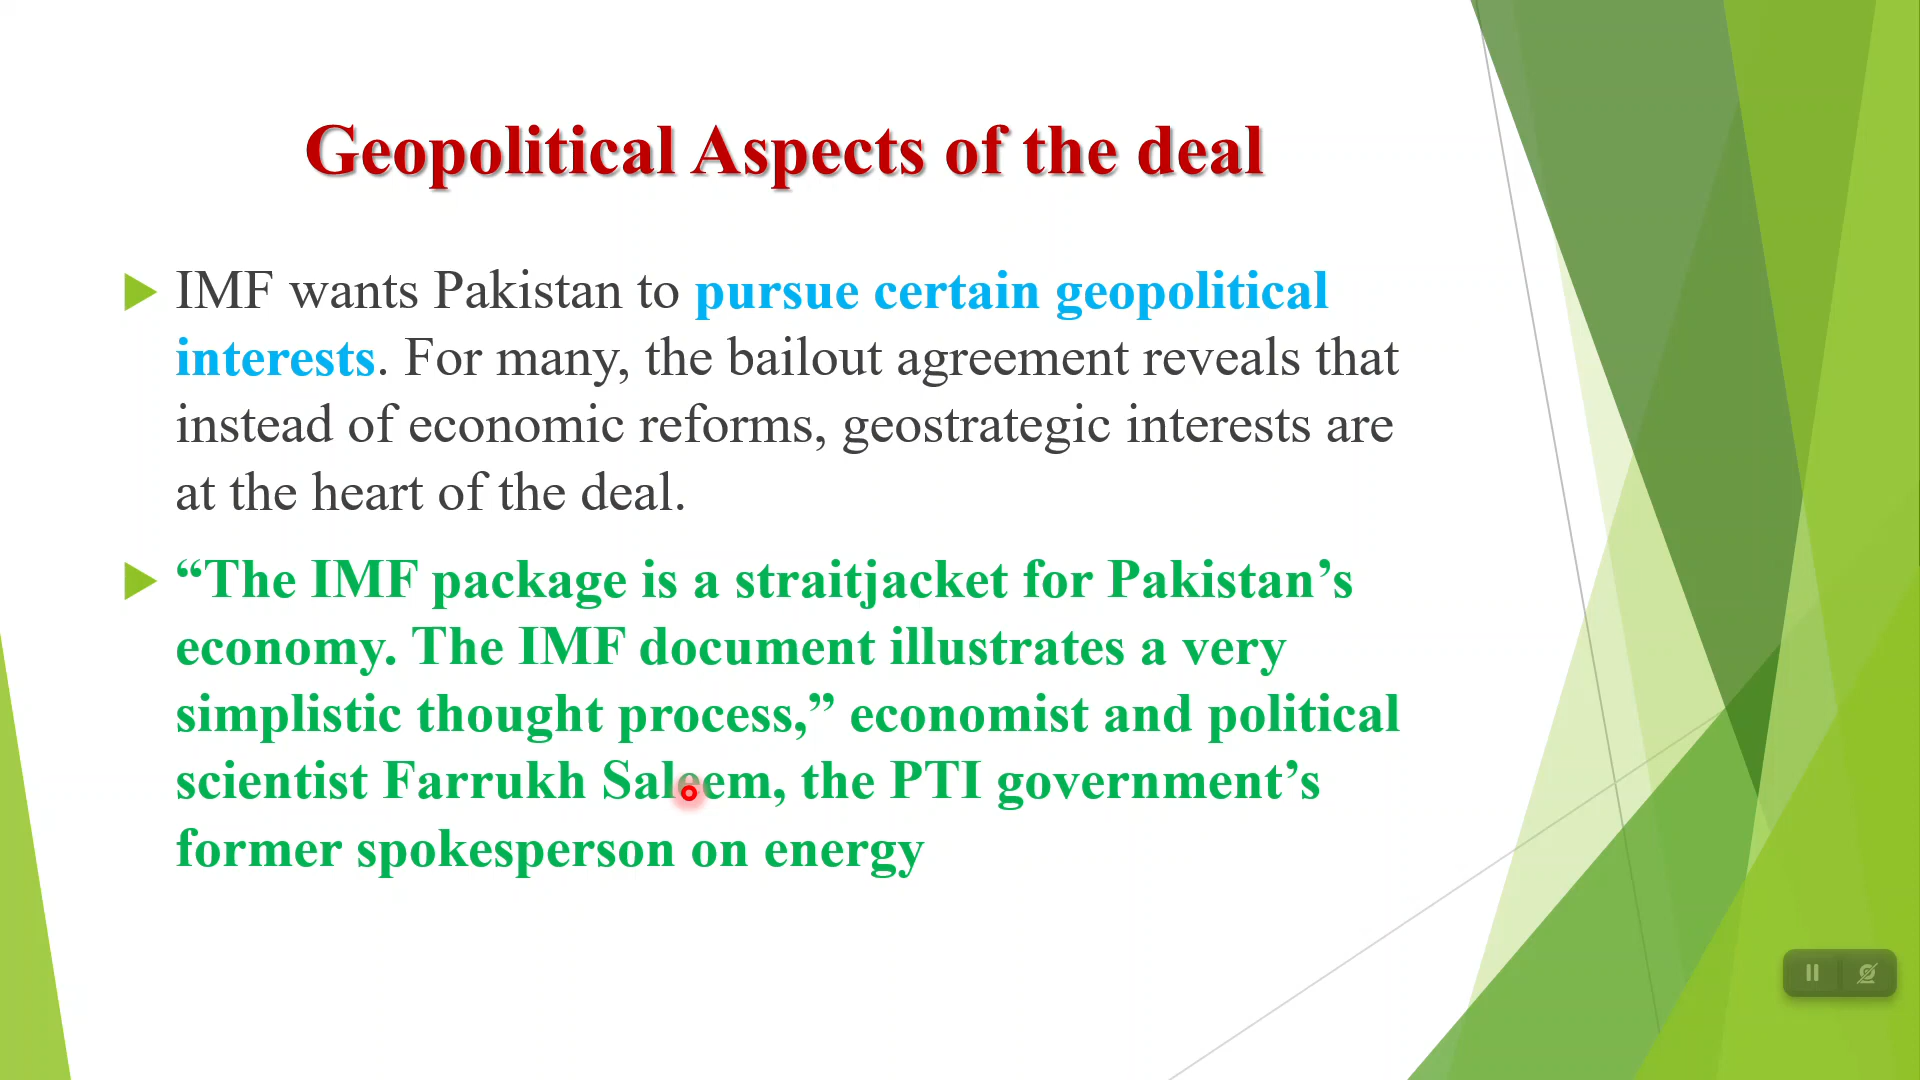 Geopolitical Aspects of the deal
IMF wants Pakistan to pursue certain geopolitical
interests. For many, the bailout agreement reveals that
instead of economic reforms, geostrategic interests are
at the heart of the deal.
“The IMF package is a straitjacket for Pakistan’s
economy. The IMF document illustrates a very
simplistic thought process,” economist and political
scientist Farrukh Saleem, the PTI government’s
former spokesperson on energy